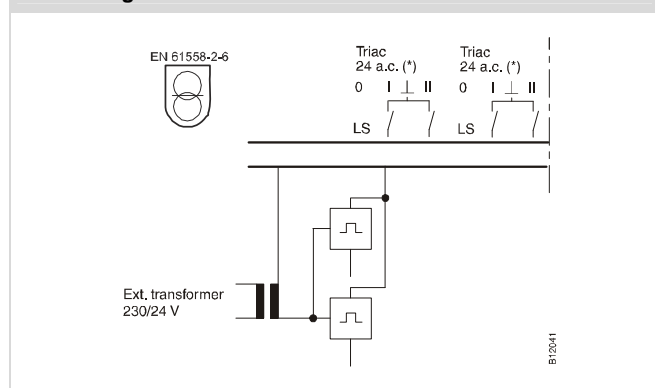 EN 61558-2-6
Triac
24 a.c. (*)
0 I ⊥ II
LS
Triac
24 a.c. (*)
0 I ⊥ II
LS
Ext. transformer
230/24 V
B12041